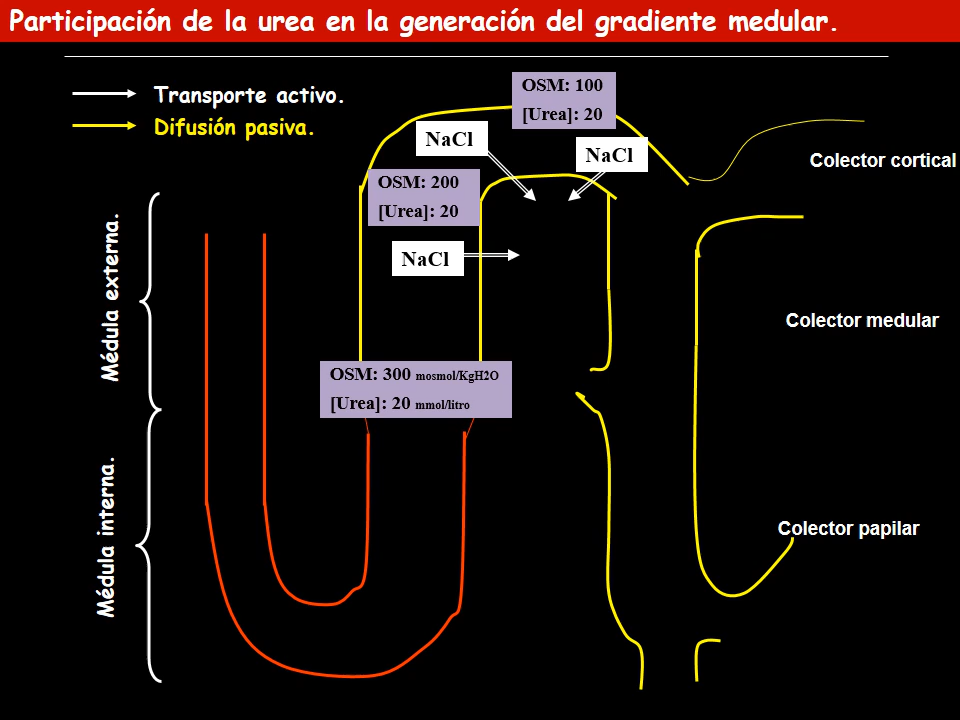 Participación de la urea en la generación del gradiente medular.
Transporte activo.
Difusión pasiva.
OSM: 100
[Urea]: 20
NaCl
NaCl
Colector cortical
OSM: 200
[Urea]: 20
NaCl
Médula externa.
Colector medular
OSM: 300 mosmol/KgH2O
[Urea]: 20 mmol/litro
Médula interna.
Colector papilar